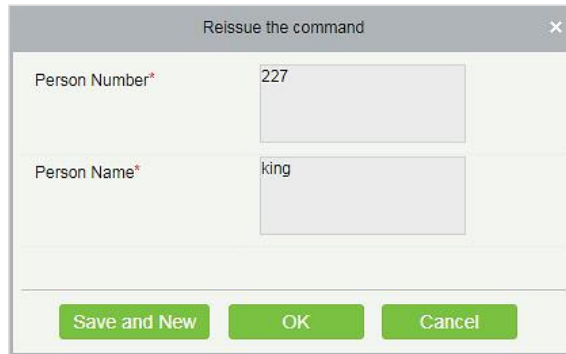 Reissue the command ×
Person Number* 227
Person Name* king
Save and New OK Cancel